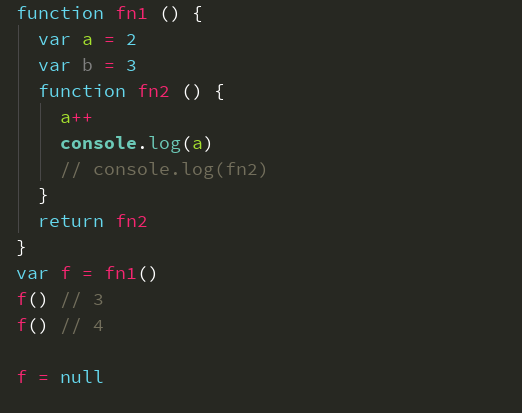 function fn1 () {
  var a = 2
  var b = 3
  function fn2 () {
    a++
    console.log(a)
    // console.log(fn2)
  }
  return fn2
}
var f = fn1()
f() // 3
f() // 4

f = null